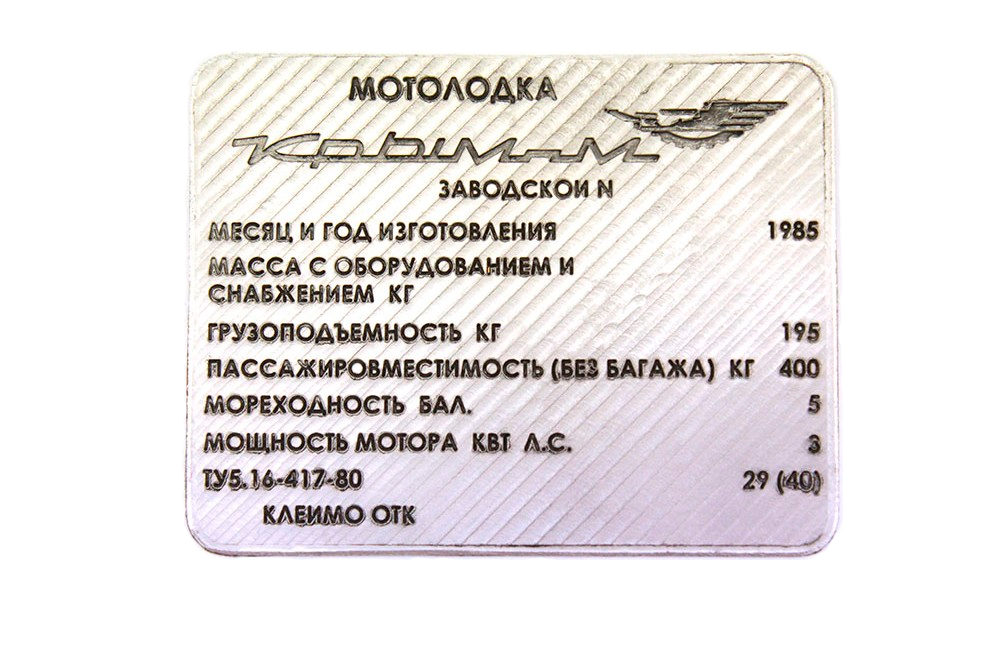 МОТОЛОДКА
Крым-М
ЗАВОДСКОИ N
МЕСЯЦ И ГОД ИЗГОТОВЛЕНИЯ 1985
МАССА С ОБОРУДОВАНИЕМ И
СНАБЖЕНИЕМ КГ
ГРУЗОПОДЪЕМНОСТЬ КГ 195
ПАССАЖИРОВМЕСТИМОСТЬ (БЕЗ БАГАЖА) КГ 400
МОРЕХОДНОСТЬ БАЛ. 5
МОЩНОСТЬ МОТОРА КВТ Л.С. 3
ТУ5.16-417-80 29 (40)
КЛЕИМО ОТК